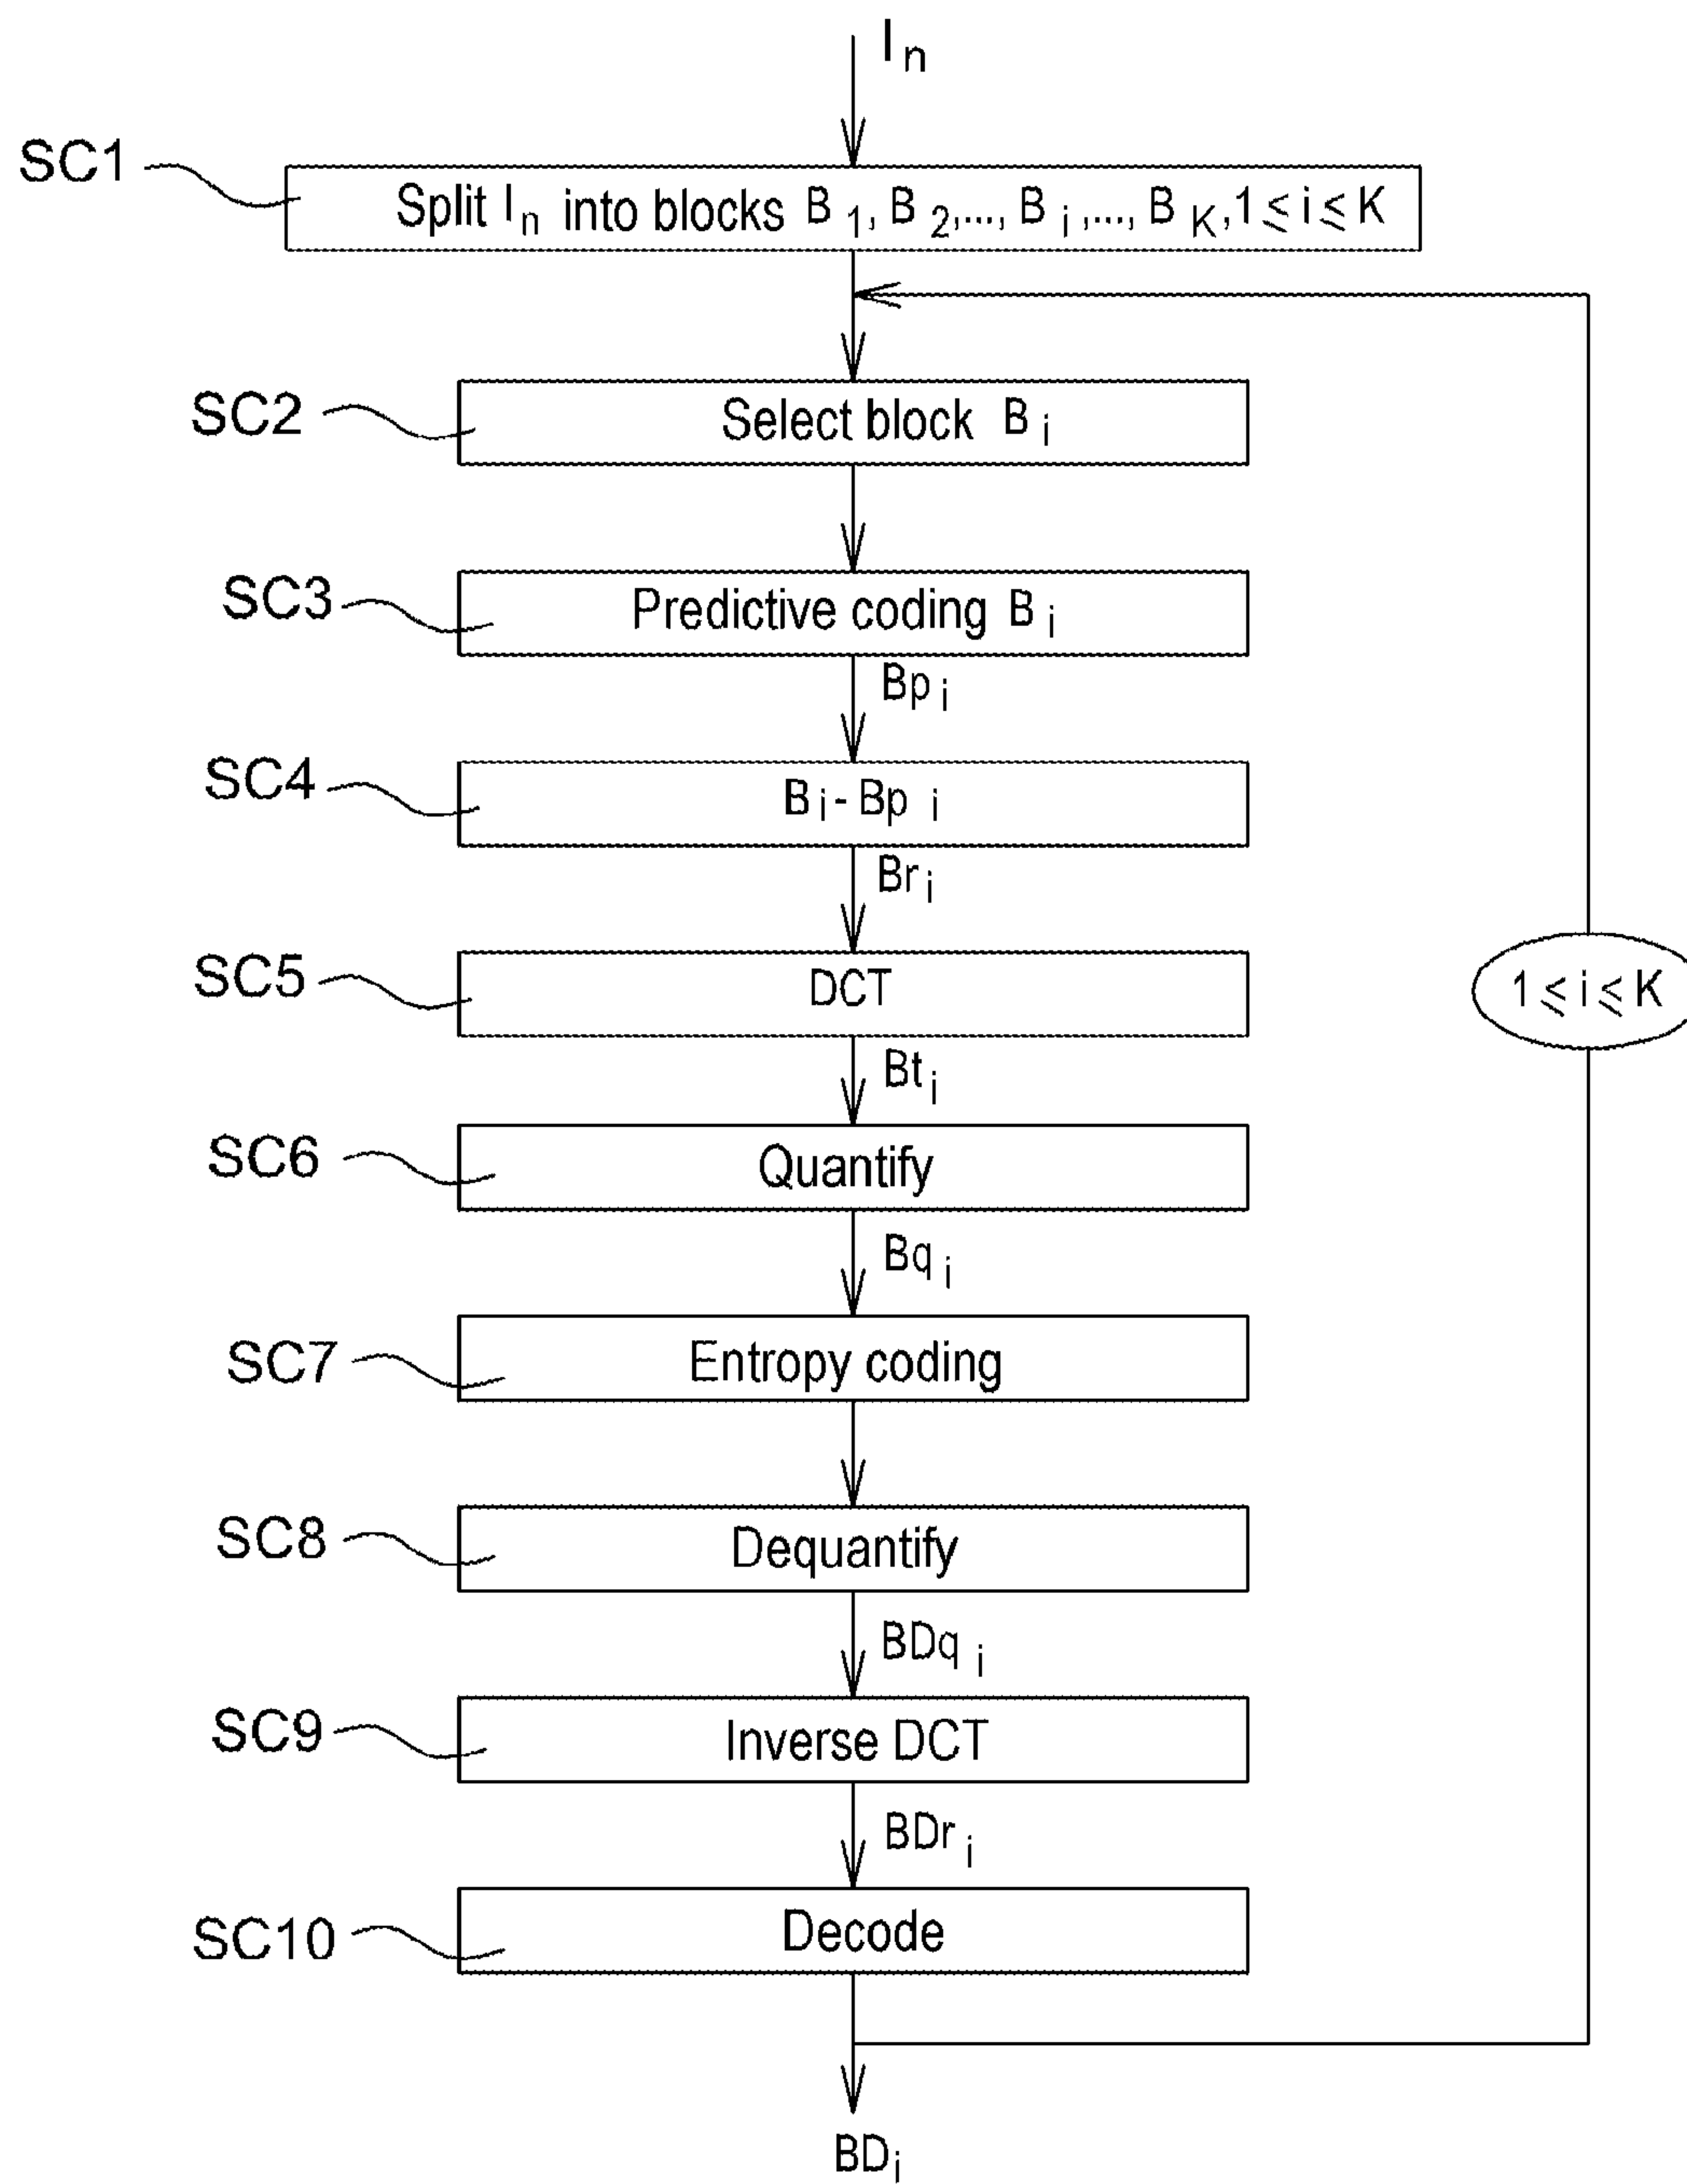 Iₙ
SC1
Split Iₙ into blocks B₁, B₂,..., Bᵢ,..., B_K, 1 ⩽ i ⩽ K
SC2
Select block Bᵢ
SC3
Predictive coding Bᵢ
Bpᵢ
SC4
Bᵢ - Bpᵢ
Brᵢ
SC5
DCT
1 ⩽ i ⩽ K
Btᵢ
SC6
Quantify
Bqᵢ
SC7
Entropy coding
SC8
Dequantify
BDqᵢ
SC9
Inverse DCT
BDrᵢ
SC10
Decode
BDᵢ